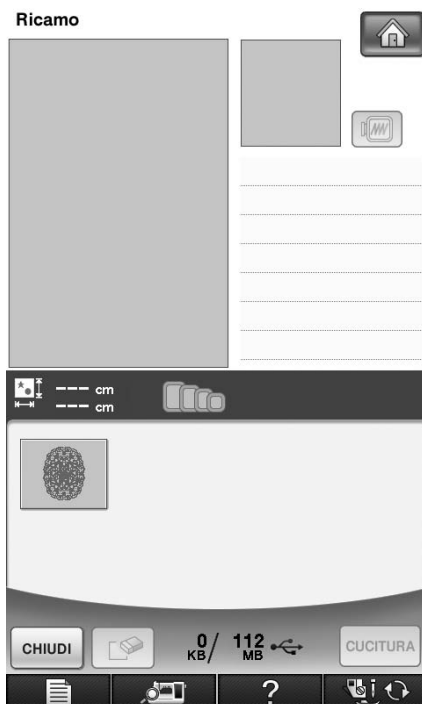 Ricamo
--- cm
--- cm
CHIUDI
0 KB / 112 MB
CUCITURA
?
i